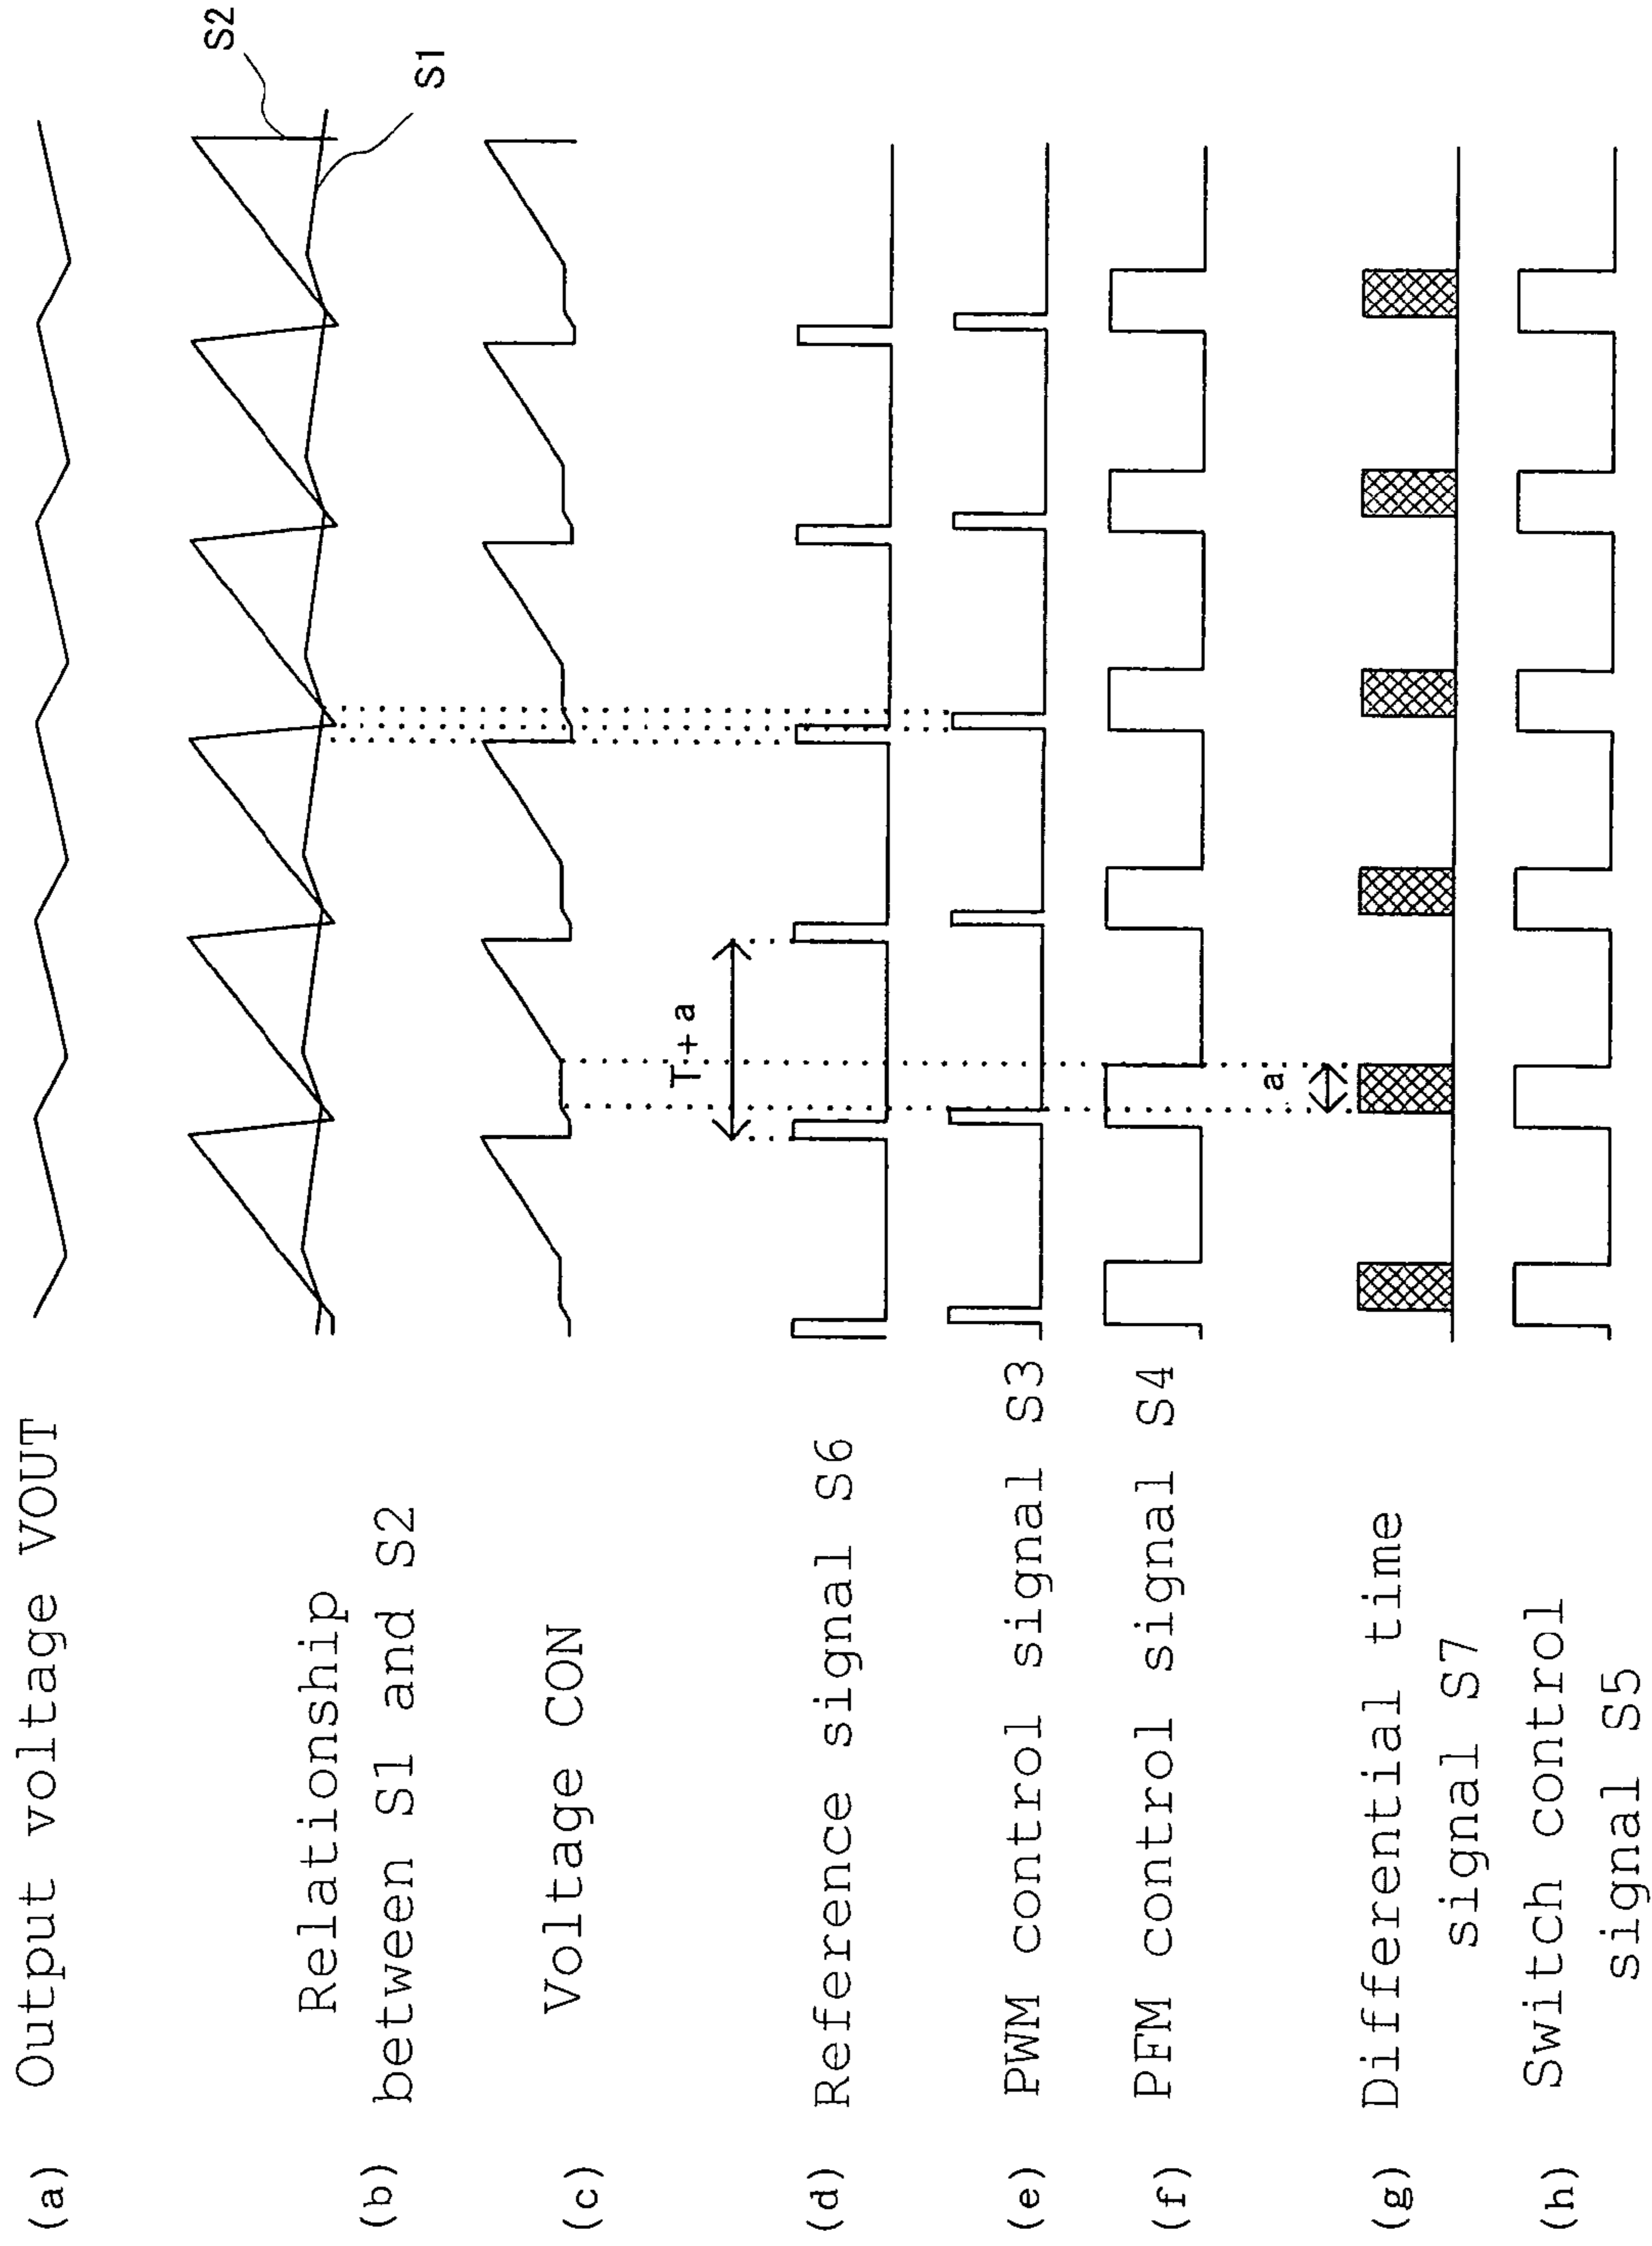 (a) Output voltage VOUT
S2
S1
Relationship
(b) between S1 and S2
(c) Voltage CON
T+a
(d) Reference signal S6
(e) PWM control signal S3
(f) PFM control signal S4
a
(g) Differential time
signal S7
(h) Switch control
signal S5